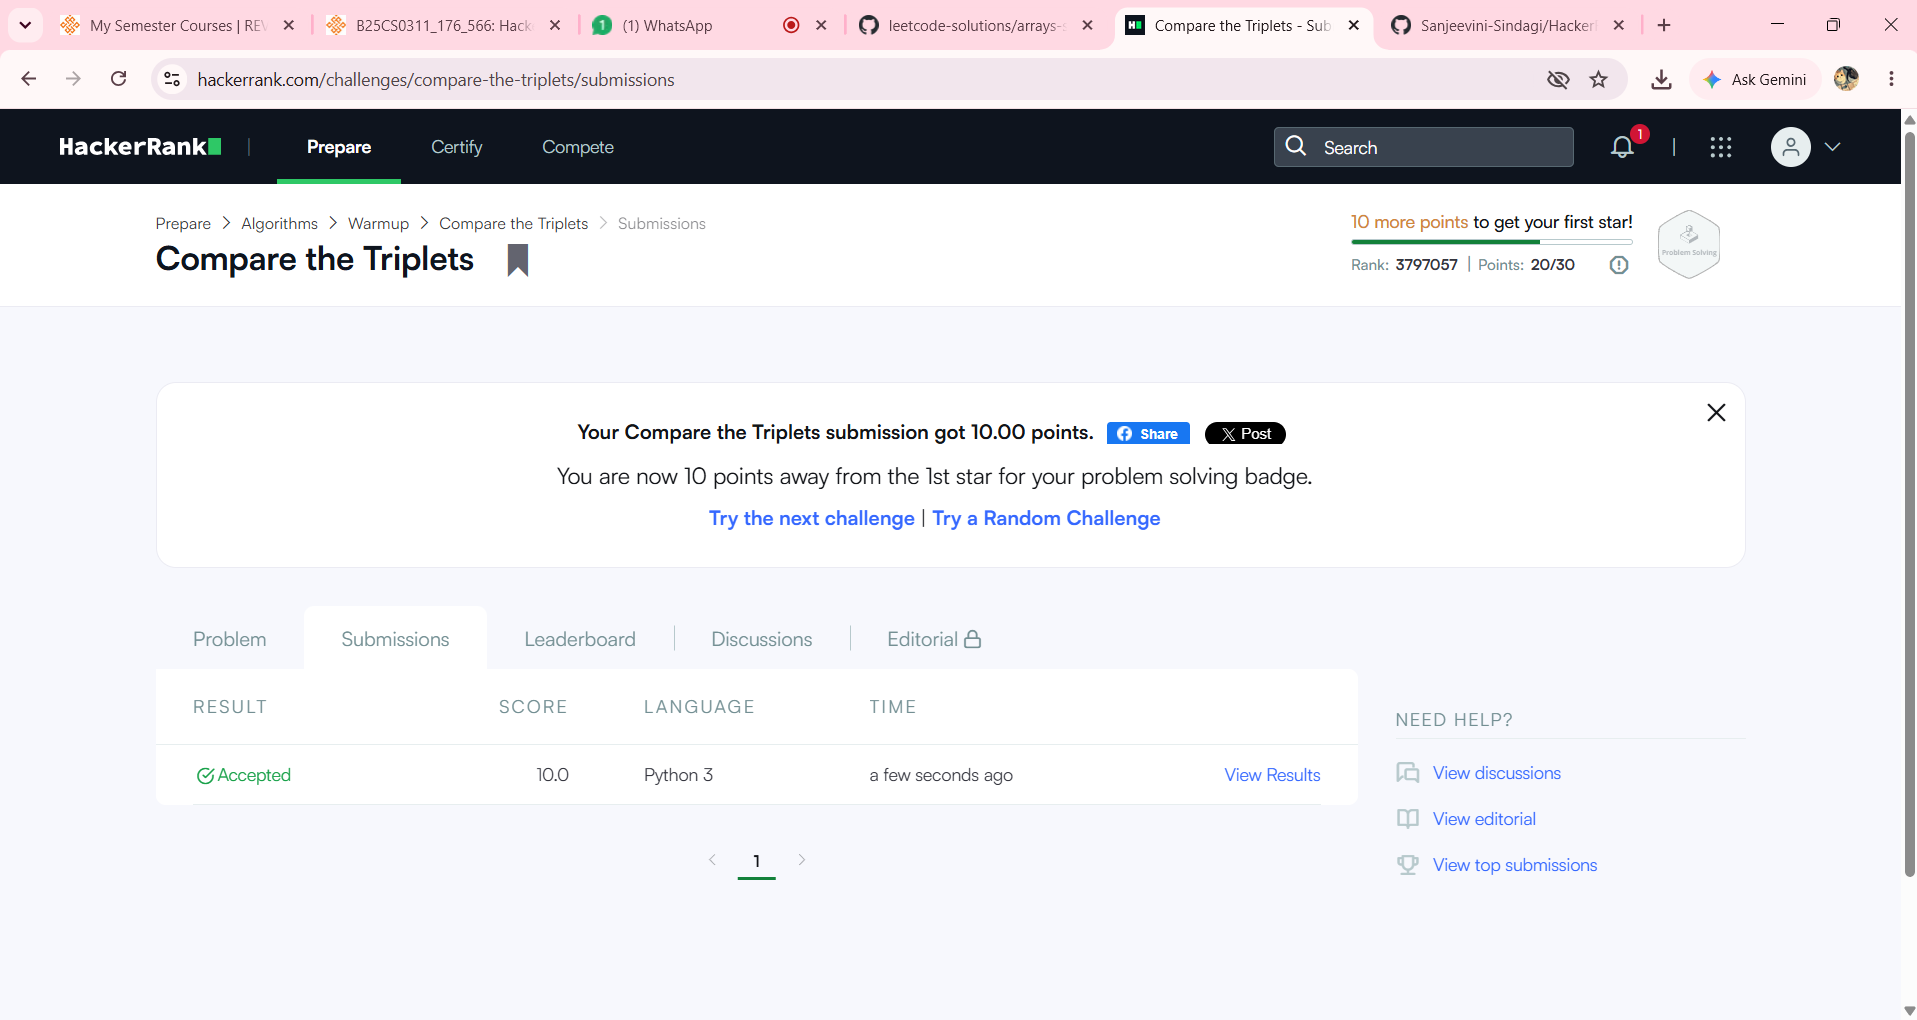 My Semester Courses | REV
B25CS0311_176_566: Hack
1
(1) WhatsApp
leetcode-solutions/arrays-s
Compare the Triplets - Sub
Sanjeevini-Sindagi/Hacker
hackerrank.com/challenges/compare-the-triplets/submissions
Ask Gemini
HackerRank
Prepare
Certify
Compete
Search
1
Prepare > Algorithms > Warmup > Compare the Triplets > Submissions
Compare the Triplets
10 more points to get your first star!
Rank: 3797057 | Points: 20/30
Problem Solving
Your Compare the Triplets submission got 10.00 points.
Share
Post
You are now 10 points away from the 1st star for your problem solving badge.
Try the next challenge | Try a Random Challenge
Problem
Submissions
Leaderboard
Discussions
Editorial
RESULT SCORE LANGUAGE TIME
Accepted 10.0 Python 3 a few seconds ago View Results
1
NEED HELP?
View discussions
View editorial
View top submissions